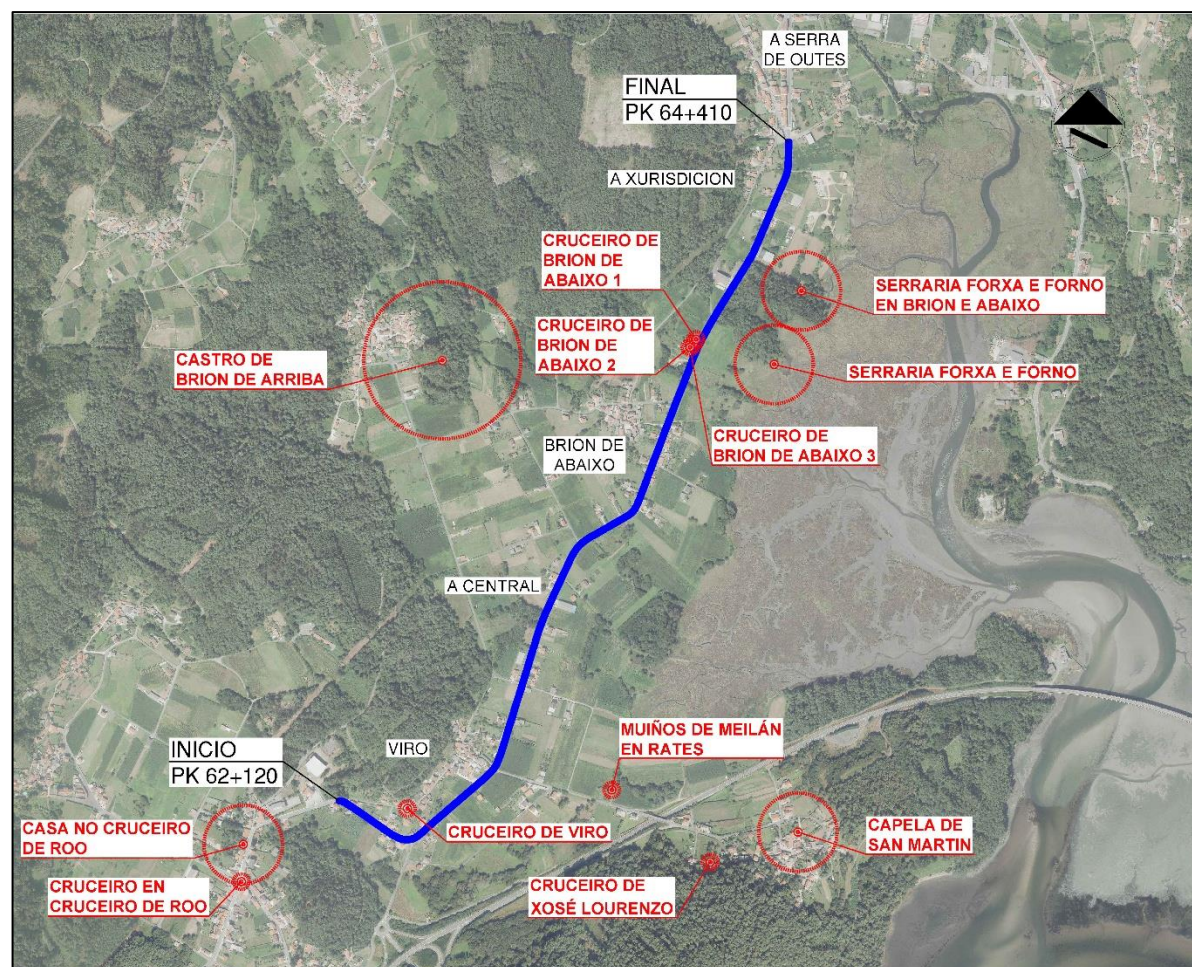 A SERRA
DE OUTES
FINAL
PK 64+410
A XURISDICION
CRUCEIRO DE
BRION DE
ABAIXO 1
SERRARIA FORXA E FORNO
EN BRION E ABAIXO
CRUCEIRO DE
BRION DE
ABAIXO 2
CASTRO DE
BRION DE ARRIBA
SERRARIA FORXA E FORNO
CRUCEIRO DE
BRION DE ABAIXO 3
BRION DE
ABAIXO
A CENTRAL
MUIÑOS DE MEILÁN
EN RATES
INICIO
PK 62+120
VIRO
CASA NO CRUCEIRO
DE ROO
CRUCEIRO DE VIRO
CAPELA DE
SAN MARTIN
CRUCEIRO EN
CRUCEIRO DE ROO
CRUCEIRO DE
XOSÉ LOURENZO